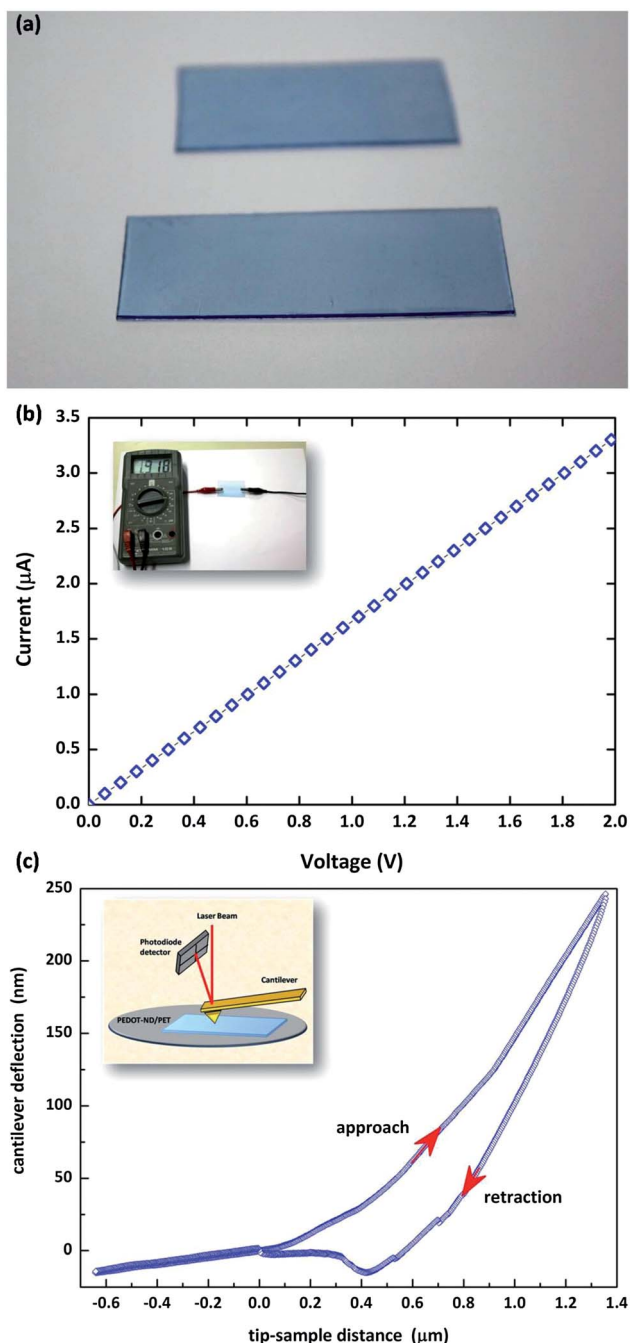 (a)
(b)
3.5
3.0
2.5
2.0
1.5
1.0
0.5
0.0
Current (μA)
1978
0.0 0.2 0.4 0.6 0.8 1.0 1.2 1.4 1.6 1.8 2.0
Voltage (V)
(c)
250
200
150
100
50
0
cantilever deflection (nm)
Laser Beam
Photodiode
detector
Cantilever
PEDOT-ND/PET
approach
retraction
-0.6 -0.4 -0.2 0.0 0.2 0.4 0.6 0.8 1.0 1.2 1.4
tip-sample distance (μm)